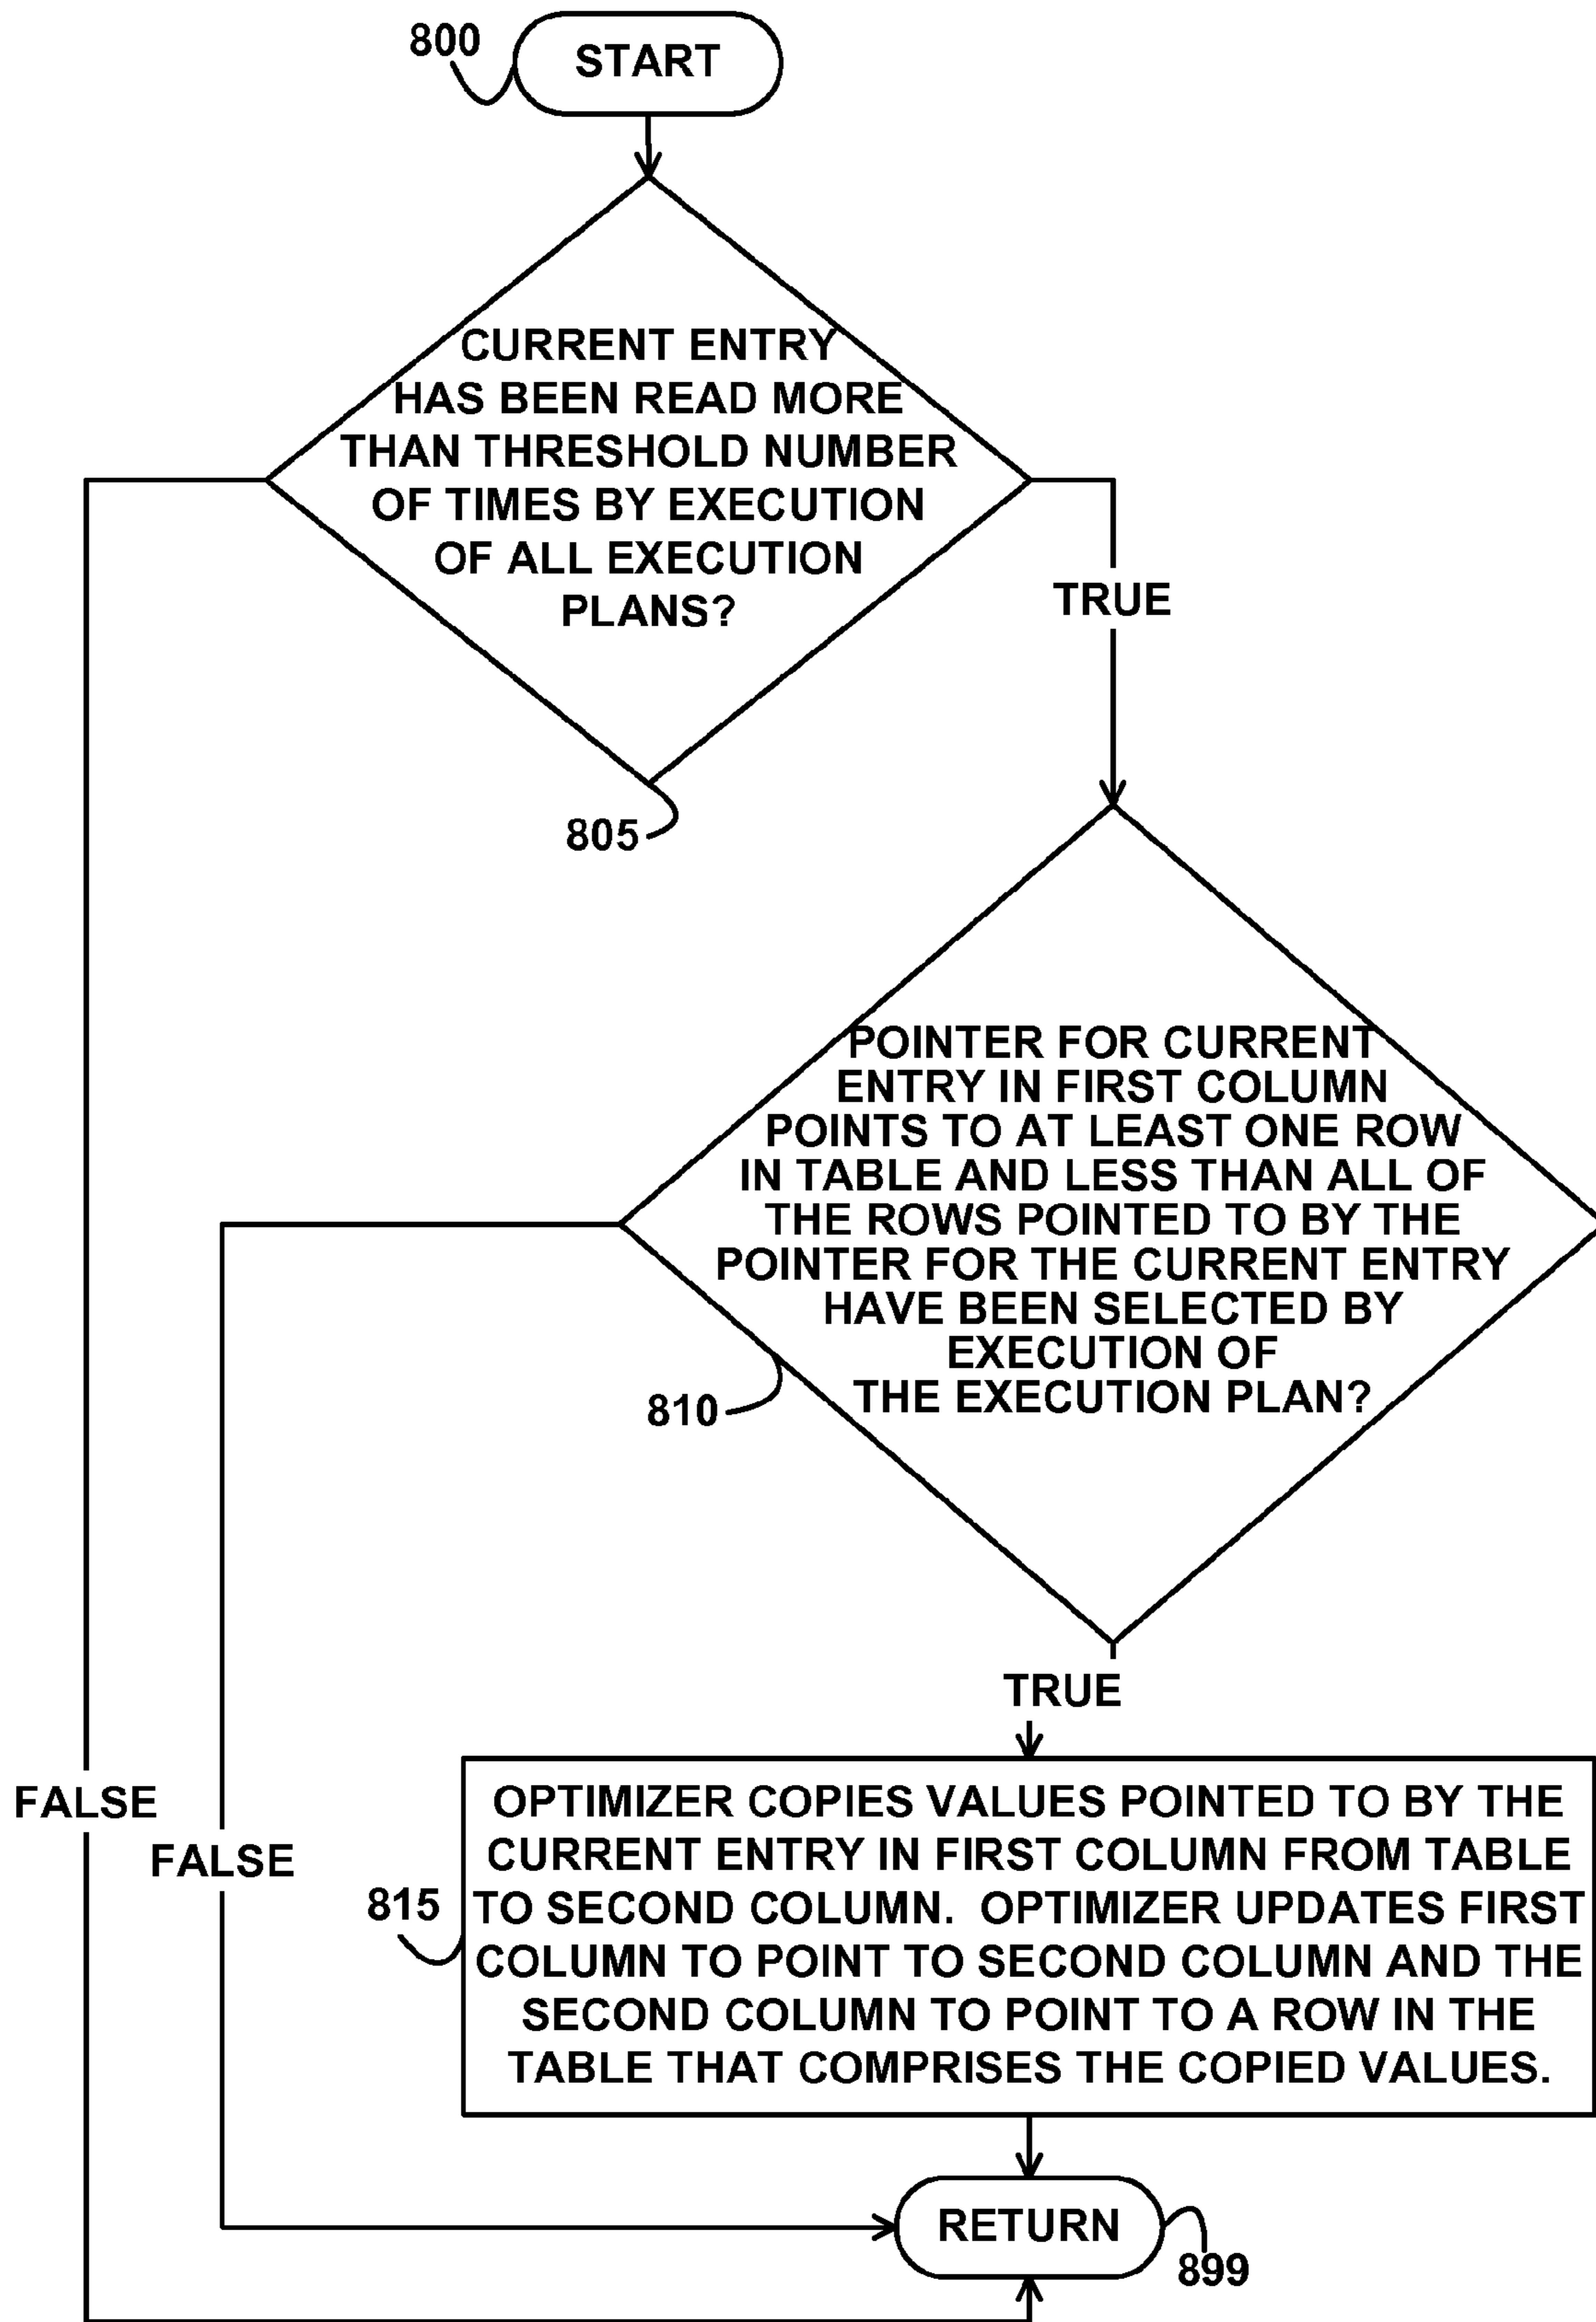 800
START
CURRENT ENTRY
HAS BEEN READ MORE
THAN THRESHOLD NUMBER
OF TIMES BY EXECUTION
OF ALL EXECUTION
PLANS?
805
TRUE
POINTER FOR CURRENT
ENTRY IN FIRST COLUMN
POINTS TO AT LEAST ONE ROW
IN TABLE AND LESS THAN ALL OF
THE ROWS POINTED TO BY THE
POINTER FOR THE CURRENT ENTRY
HAVE BEEN SELECTED BY
EXECUTION OF
THE EXECUTION PLAN?
810
TRUE
FALSE
FALSE
OPTIMIZER COPIES VALUES POINTED TO BY THE
CURRENT ENTRY IN FIRST COLUMN FROM TABLE
TO SECOND COLUMN.  OPTIMIZER UPDATES FIRST
COLUMN TO POINT TO SECOND COLUMN AND THE
SECOND COLUMN TO POINT TO A ROW IN THE
TABLE THAT COMPRISES THE COPIED VALUES.
815
RETURN
899